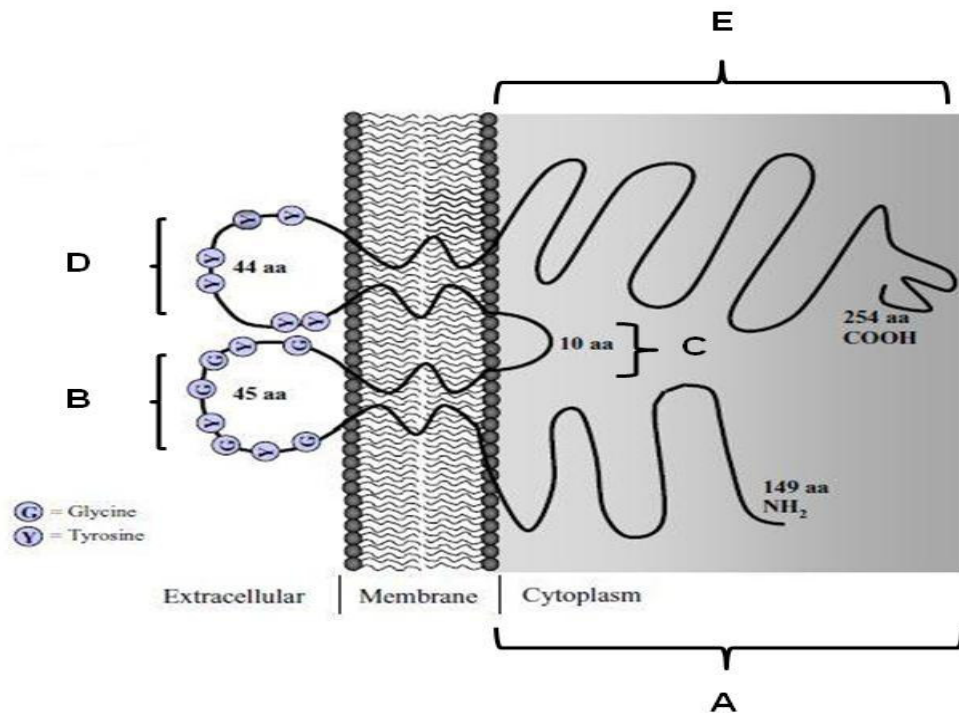 E
Y Y
D
Y
44 aa
Y
Y Y
254 aa
COOH
10 aa
C
G Y G
G
B
45 aa
Y
G Y G
149 aa
NH₂
G = Glycine
Y = Tyrosine
Extracellular | Membrane | Cytoplasm
A